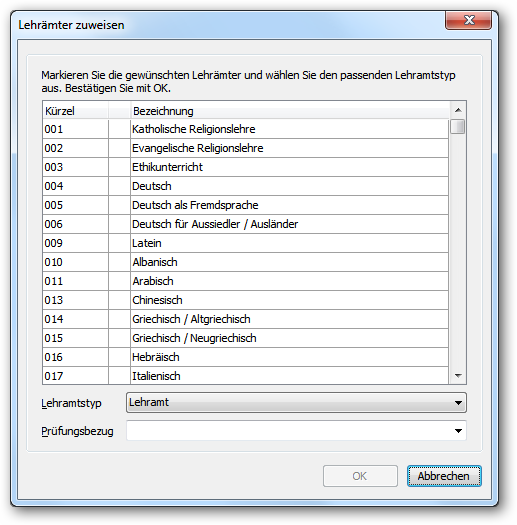 Lehrämter zuweisen
Markieren Sie die gewünschten Lehrämter und wählen Sie den passenden Lehramtstyp
aus. Bestätigen Sie mit OK.
Kürzel Bezeichnung
001 Katholische Religionslehre
002 Evangelische Religionslehre
003 Ethikunterricht
004 Deutsch
005 Deutsch als Fremdsprache
006 Deutsch für Aussiedler / Ausländer
009 Latein
010 Albanisch
011 Arabisch
013 Chinesisch
014 Griechisch / Altgriechisch
015 Griechisch / Neugriechisch
016 Hebräisch
017 Italienisch
Lehramtstyp Lehramt
Prüfungsbezug
OK Abbrechen